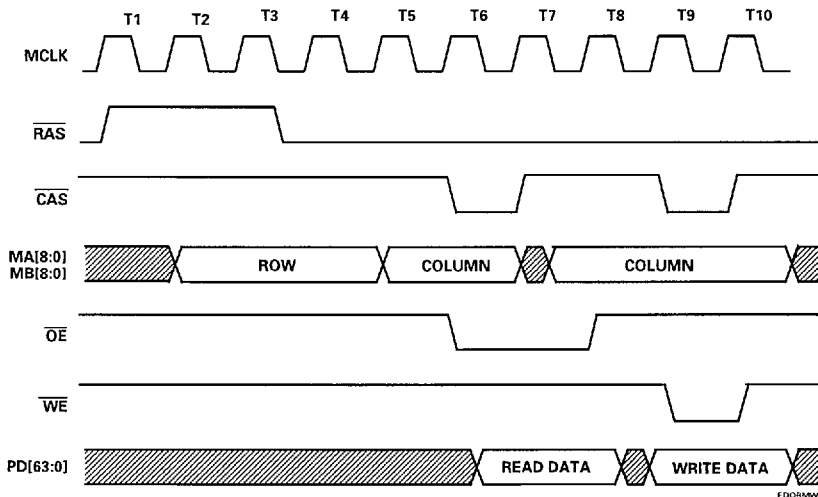 T1 T2 T3 T4 T5 T6 T7 T8 T9 T10
MCLK
RAS
CAS
MA[8:0]
MB[8:0]
ROW COLUMN COLUMN
OE
WE
PD[63:0] READ DATA WRITE DATA